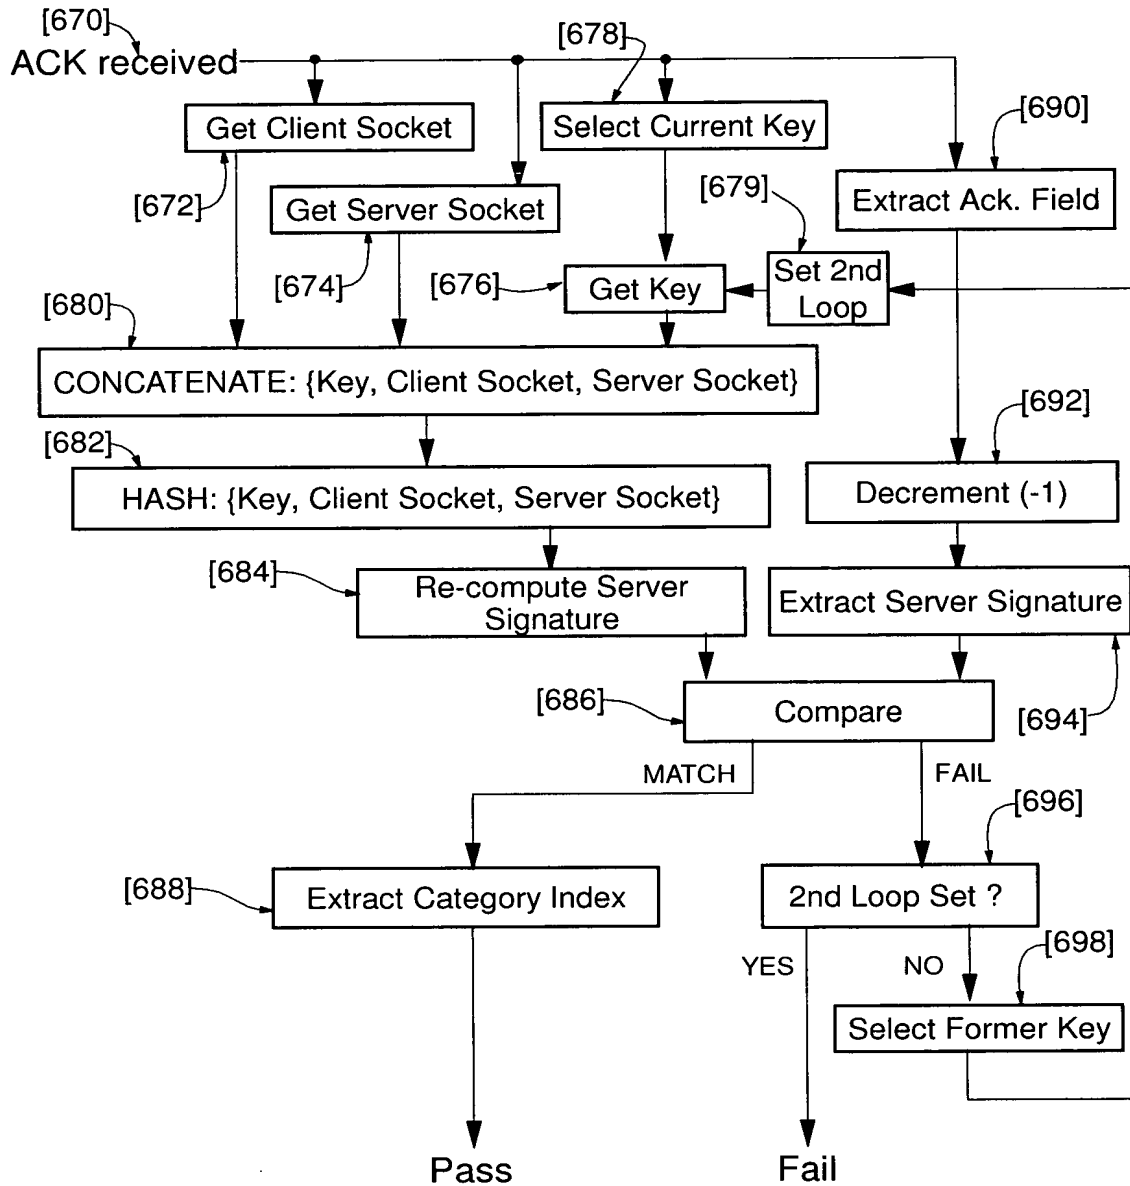 [670]
ACK received
[678]
Get Client Socket
Select Current Key
[690]
[672]
Get Server Socket
[679]
Extract Ack. Field
[674]
[676]
Get Key
Set 2nd
Loop
[680]
CONCATENATE: {Key, Client Socket, Server Socket}
[692]
[682]
HASH: {Key, Client Socket, Server Socket}
Decrement (-1)
[684]
Re-compute Server
Signature
Extract Server Signature
[686]
Compare
[694]
MATCH
FAIL
[696]
[688]
Extract Category Index
2nd Loop Set ?
YES
NO
[698]
Select Former Key
Pass
Fail